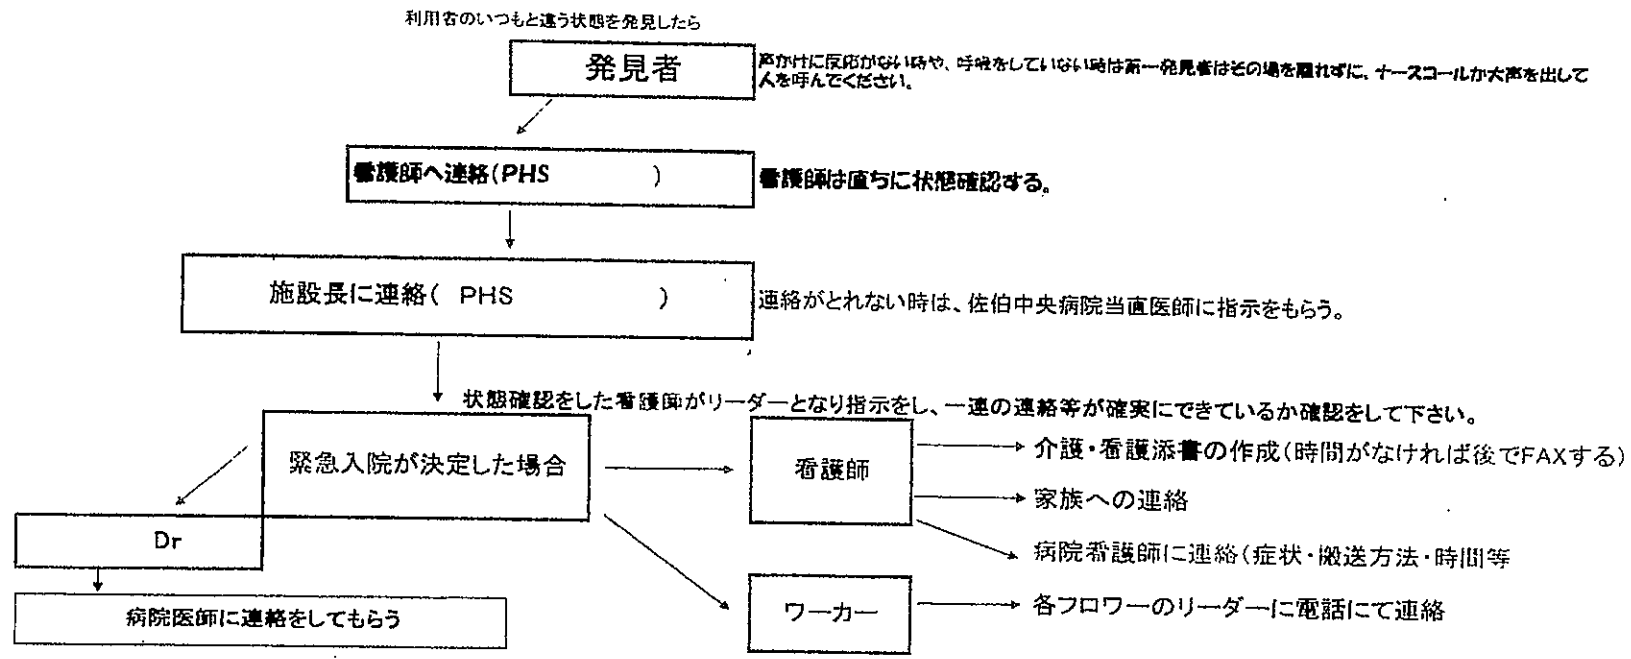 利用者のいつもと違う状態を発見したら
発見者
声かけに反応がない時や、呼吸をしていない時は第一発見者はその場を離れずに、ナースコールか大声を出して
人を呼んでください。
看護師へ連絡(PHS )
看護師は直ちに状態確認する。
施設長に連絡( PHS )
連絡がとれない時は、佐伯中央病院当直医師に指示をもらう。
状態確認をした看護師がリーダーとなり指示をし、一連の連絡等が確実にできているか確認をして下さい。
緊急入院が決定した場合
看護師
介護・看護添書の作成(時間がなければ後でFAXする)
家族への連絡
病院看護師に連絡(症状・搬送方法・時間等
Dr
病院医師に連絡をしてもらう
ワーカー
各フロワーのリーダーに電話にて連絡